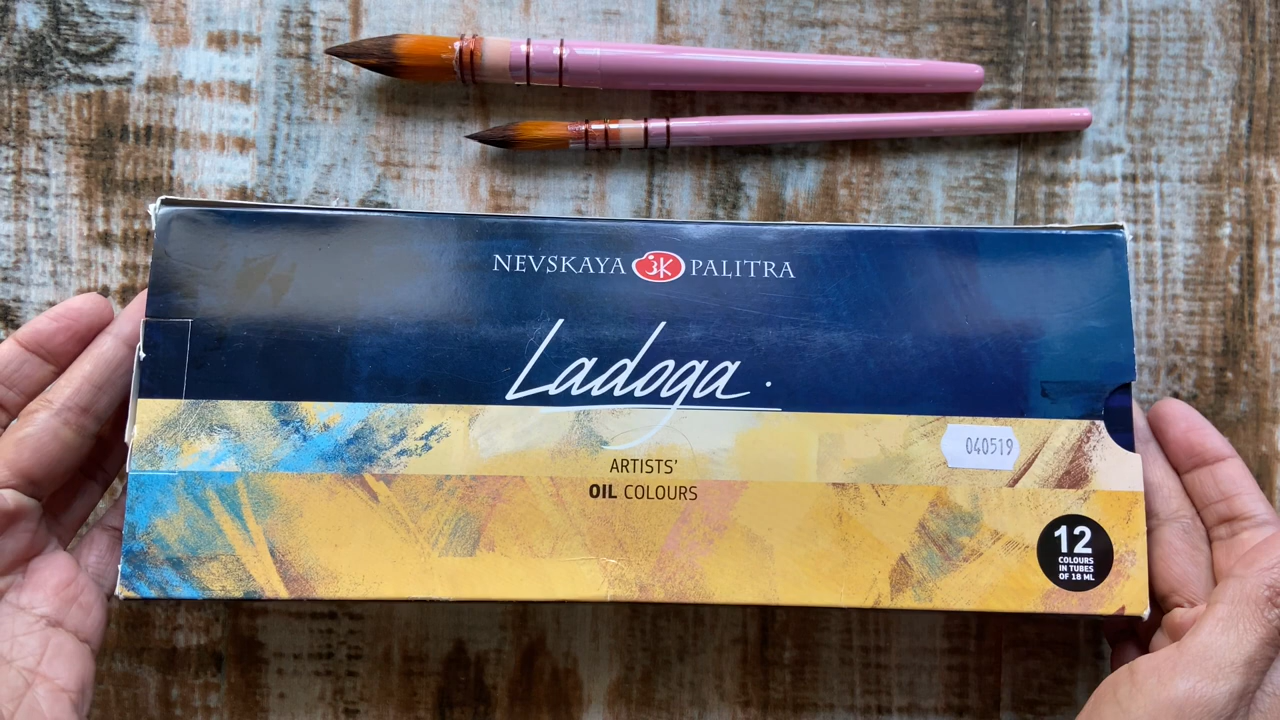 NEVSKAYA ЗК PALITRA
Ladoga.
ARTISTS'
OIL COLOURS
040519
12
COLOURS
IN TUBES
OF 18 ML